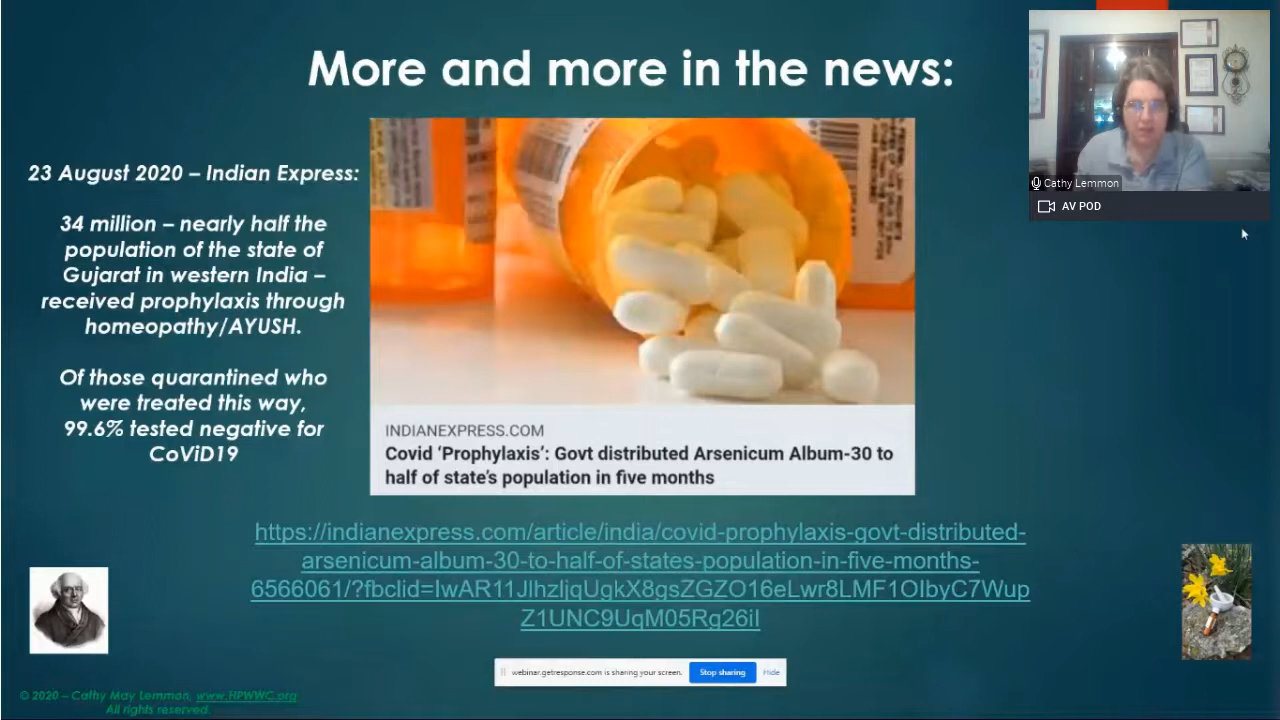 More and more in the news:
23 August 2020 – Indian Express:
34 million – nearly half the
population of the state of
Gujarat in western India –
received prophylaxis through
homeopathy/AYUSH.
Of those quarantined who
were treated this way,
99.6% tested negative for
CoViD19
INDIANEXPRESS.COM
Covid ‘Prophylaxis’: Govt distributed Arsenicum Album-30 to
half of state's population in five months
https://indianexpress.com/article/india/covid-prophylaxis-govt-distributed-
arsenicum-album-30-to-half-of-states-population-in-five-months-
Cathy Lemmon
AV POD
webinar.getresponse.com is sharing your screen.
Stop sharing
Hide
© 2020 – Cathy May Lemmon, www.HPWWC.org
All rights reserved.